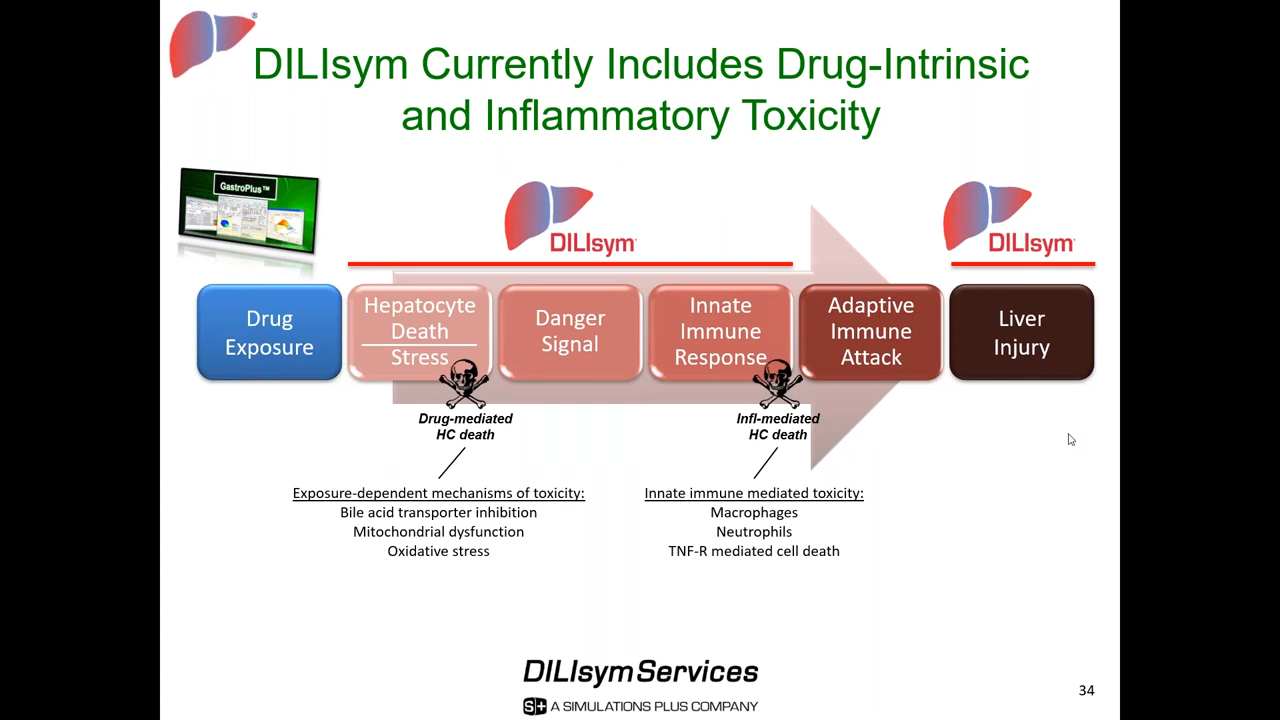 DILIsym Currently Includes Drug-Intrinsic
and Inflammatory Toxicity
GastroPlus™
DILIsym
DILIsym
Drug
Exposure
Hepatocyte
Death
Stress
Danger
Signal
Innate
Immune
Response
Adaptive
Immune
Attack
Liver
Injury
Drug-mediated
HC death
Infl-mediated
HC death
Exposure-dependent mechanisms of toxicity:
Bile acid transporter inhibition
Mitochondrial dysfunction
Oxidative stress
Innate immune mediated toxicity:
Macrophages
Neutrophils
TNF-R mediated cell death
DILIsym Services
S+ A SIMULATIONS PLUS COMPANY
34